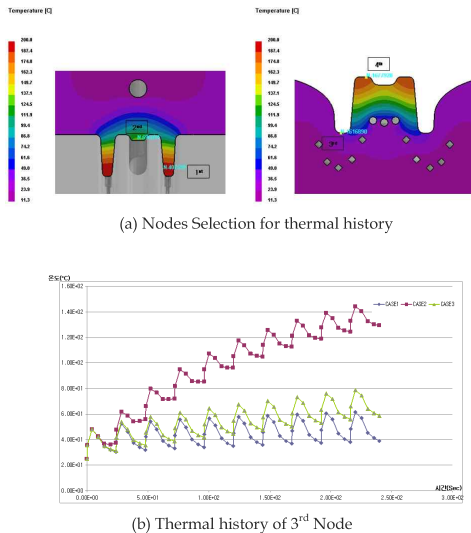 Temperature [C]
Temperature [C]
200.0
187.4
174.8
162.3
149.7
137.1
124.5
111.9
99.4
86.8
74.2
61.6
49.0
36.5
23.9
11.3
2ⁿᵈ
1ˢᵗ
200.0
187.4
174.8
162.3
149.7
137.1
124.5
111.9
99.4
86.8
74.2
61.6
49.0
36.5
23.9
11.3
4ᵗʰ
3ʳᵈ
(a) Nodes Selection for thermal history
온도(℃)
1.60E+02
1.40E+02
1.20E+02
1.00E+02
8.00E+01
6.00E+01
4.00E+01
2.00E+01
0.00E+00
CASE1 CASE2 CASE3
0.00E+00 5.00E+01 1.00E+02 1.50E+02 2.00E+02 2.50E+02 3.00E+02
시간(Sec)
(b) Thermal history of 3ʳᵈ Node